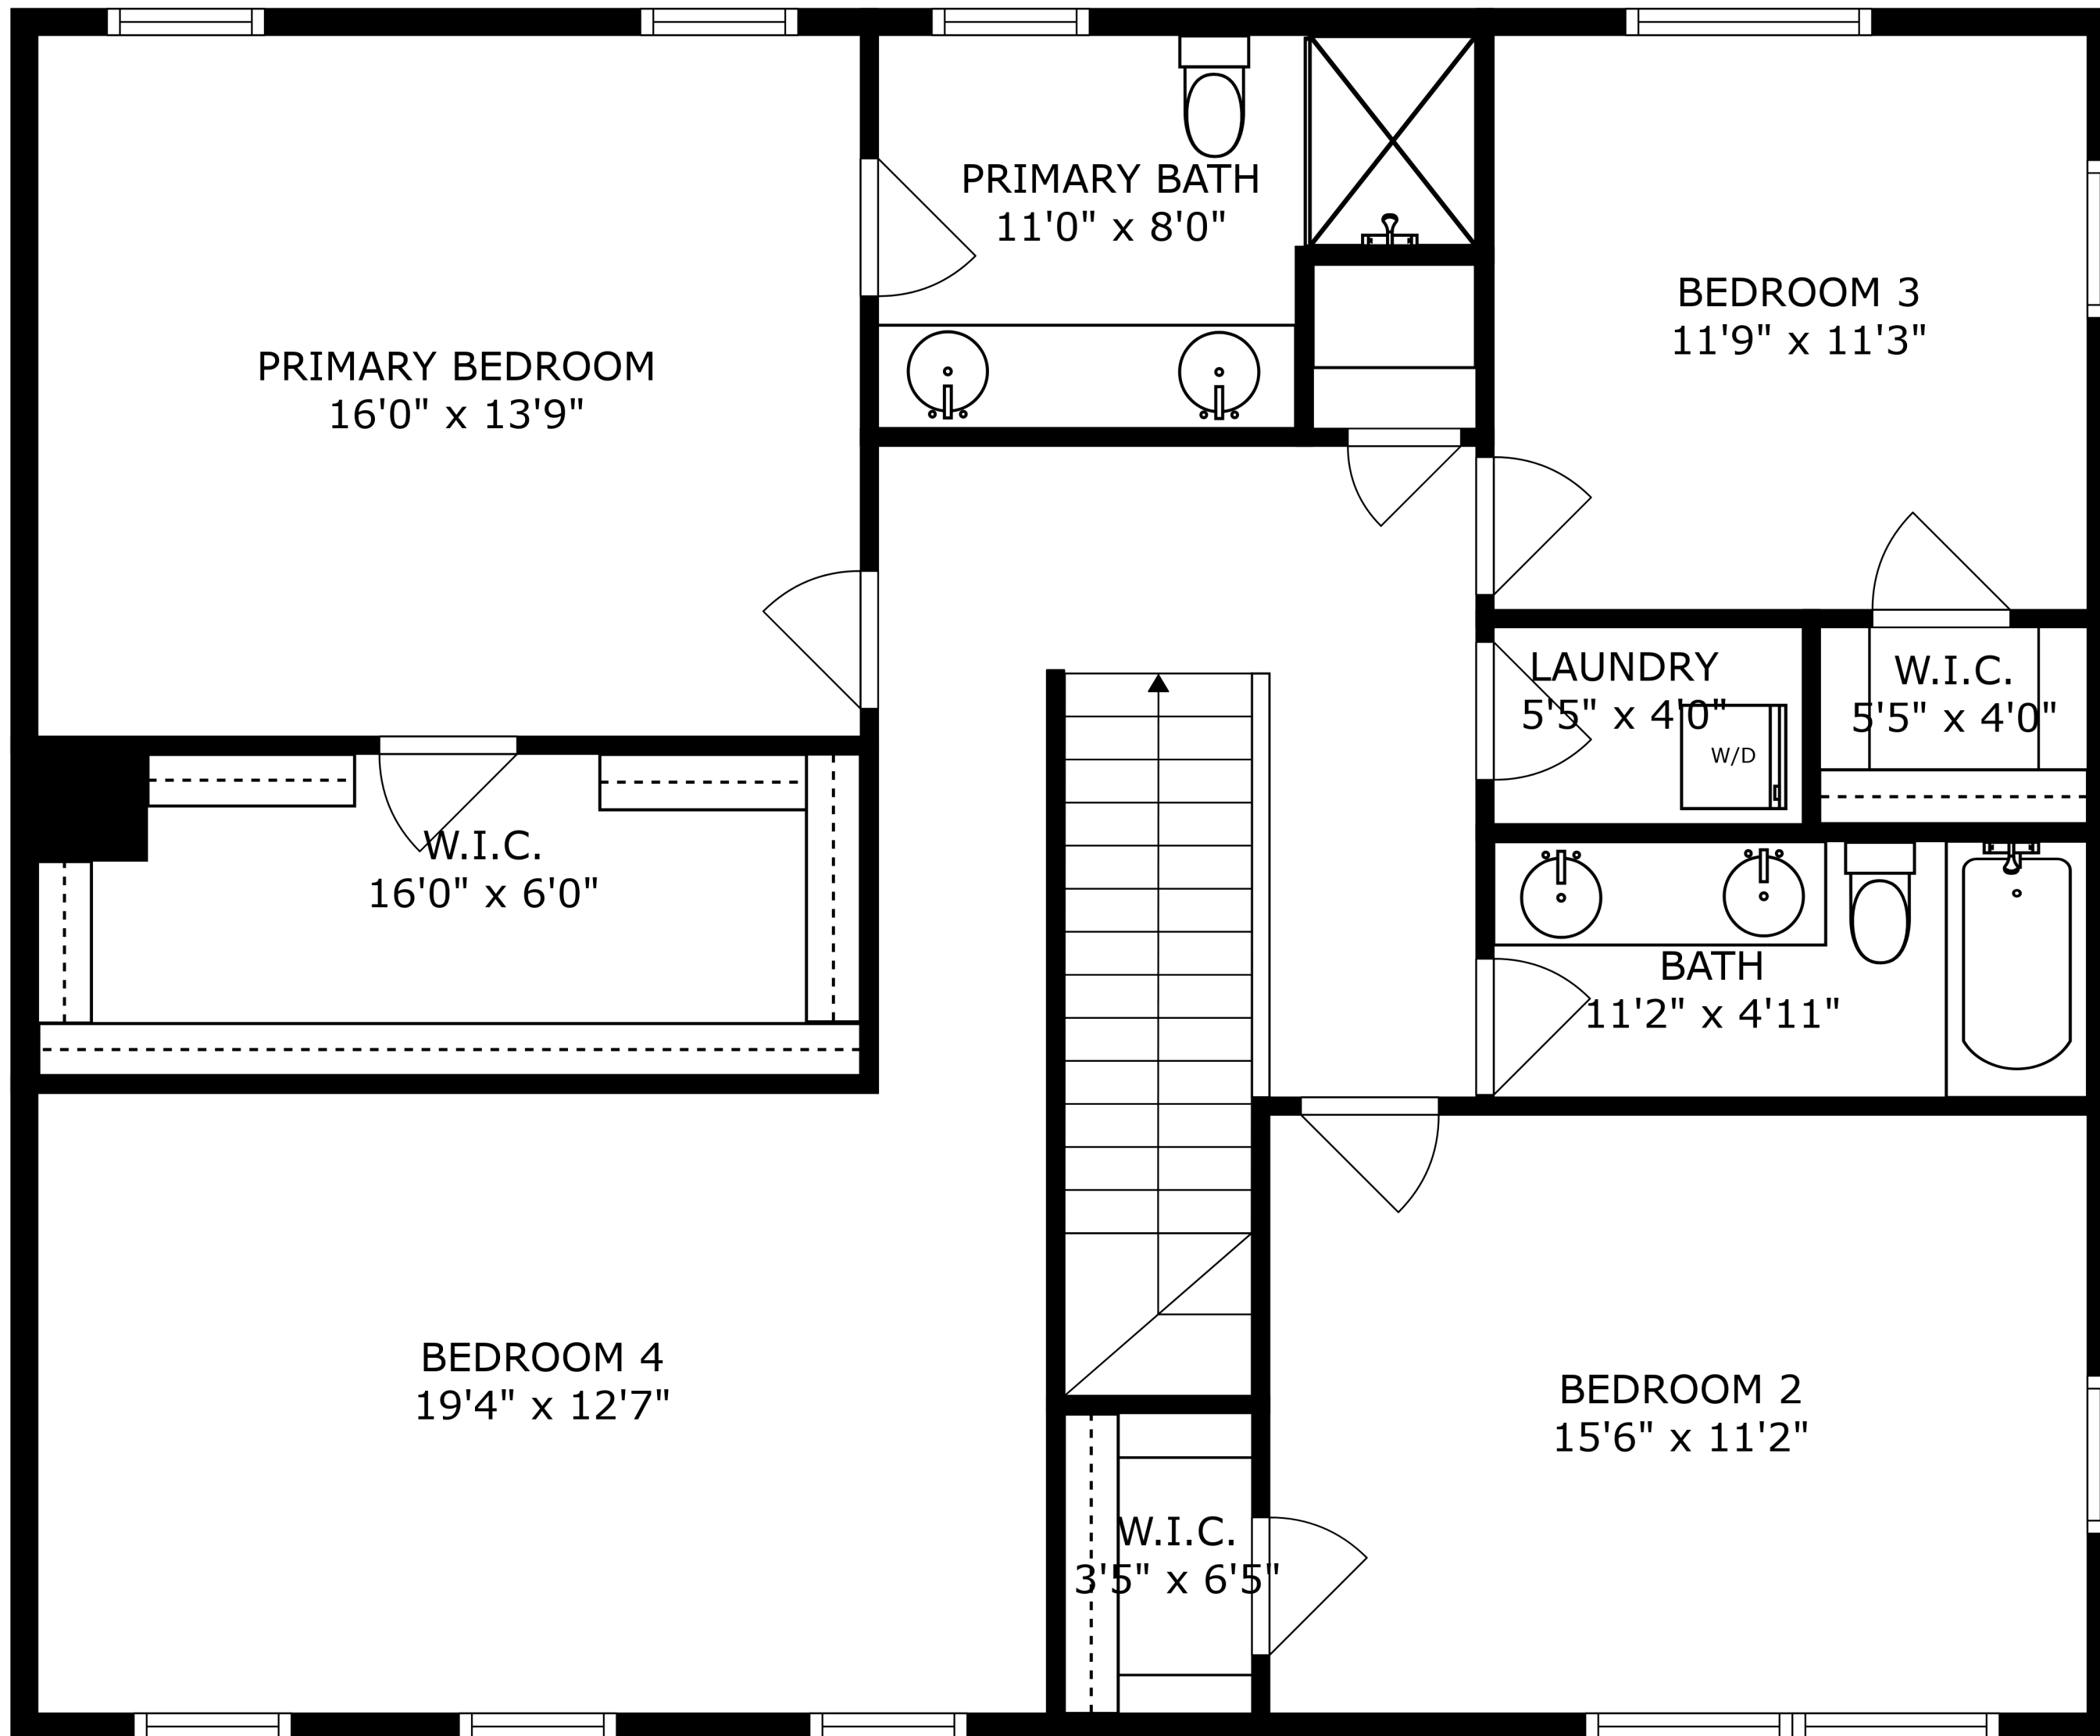 PRIMARY BATH
11'0" x 8'0"
BEDROOM 3
11'9" x 11'3"
PRIMARY BEDROOM
16'0" x 13'9"
LAUNDRY
5'5" x 4'0"
W/D
W.I.C.
5'5" x 4'0"
W.I.C.
16'0" x 6'0"
BATH
11'2" x 4'11"
BEDROOM 4
19'4" x 12'7"
BEDROOM 2
15'6" x 11'2"
W.I.C.
3'5" x 6'5"